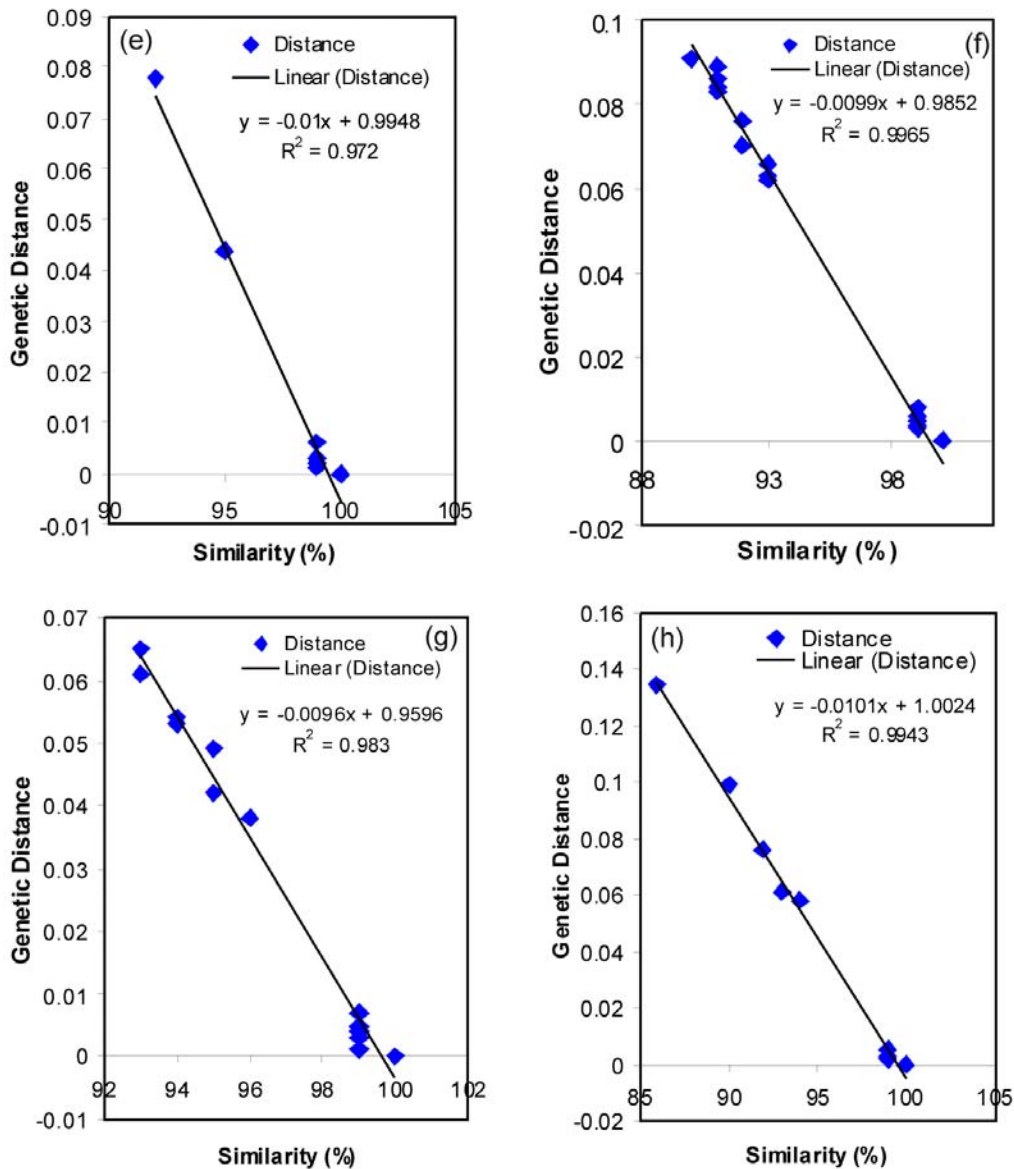 (e)
Distance
Linear (Distance)
y = -0.01x + 0.9948
R² = 0.972
0.09
0.08
0.07
0.06
0.05
0.04
0.03
0.02
0.01
0
-0.01
90 95 100 105
Genetic Distance
Similarity (%)
(f)
Distance
Linear (Distance)
y = -0.0099x + 0.9852
R² = 0.9965
0.1
0.08
0.06
0.04
0.02
0
-0.02
88 93 98
Genetic Distance
Similarity (%)
(g)
Distance
Linear (Distance)
y = -0.0096x + 0.9596
R² = 0.983
0.07
0.06
0.05
0.04
0.03
0.02
0.01
0
-0.01
92 94 96 98 100 102
Genetic Distance
Similarity (%)
(h)
Distance
Linear (Distance)
y = -0.0101x + 1.0024
R² = 0.9943
0.16
0.14
0.12
0.1
0.08
0.06
0.04
0.02
0.00
-0.02
85 90 95 100 105
Genetic Distance
Similarity (%)